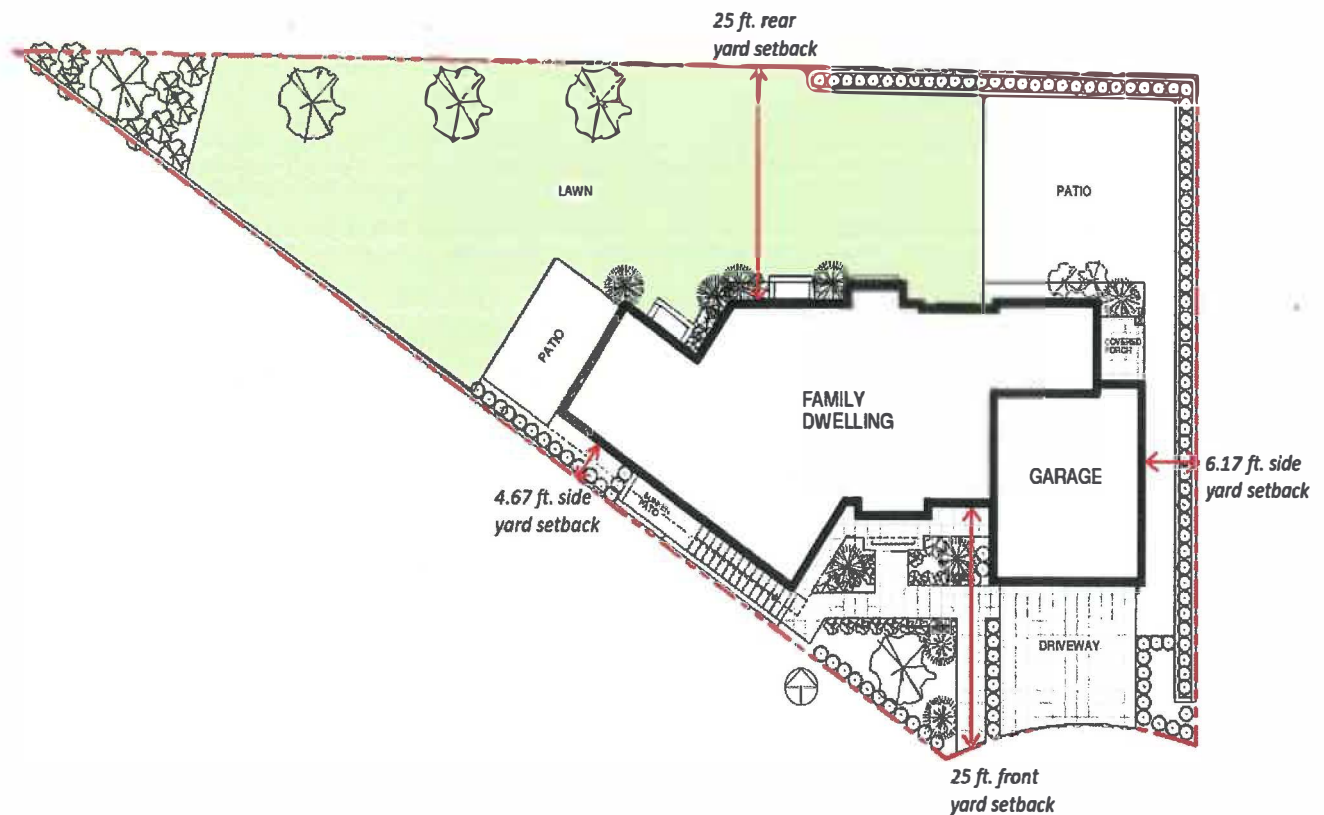 25 ft. rear
yard setback
LAWN
PATIO
PATIO
COVERED
PORCH
FAMILY
DWELLING
GARAGE
6.17 ft. side
yard setback
4.67 ft. side
yard setback
PATIO
DRIVEWAY
25 ft. front
yard setback